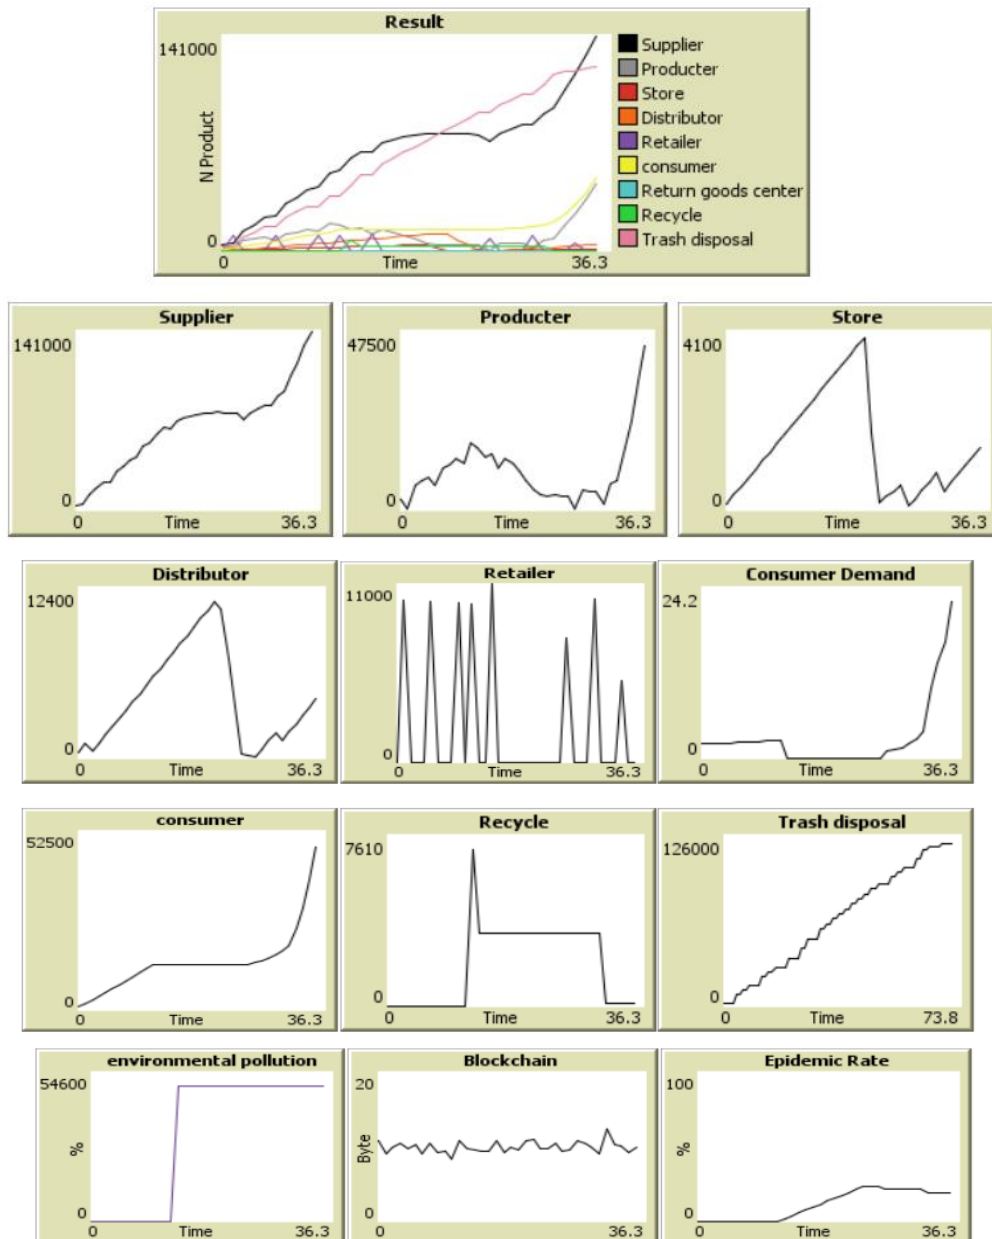 Result
141000
N Product
0
0 Time 36.3
Supplier
Producter
Store
Distributor
Retailer
consumer
Return goods center
Recycle
Trash disposal
Supplier
141000
0
0 Time 36.3
Producter
47500
0
0 Time 36.3
Store
4100
0
0 Time 36.3
Distributor
12400
0
0 Time 36.3
Retailer
11000
0
0 Time 36.3
Consumer Demand
24.2
0
0 Time 36.3
consumer
52500
0
0 Time 36.3
Recycle
7610
0
0 Time 36.3
Trash disposal
126000
0
0 Time 73.8
environmental pollution
54600
%
0
0 Time 36.3
Blockchain
20
Byte
0
0 Time 36.3
Epidemic Rate
100
%
0
0 Time 36.3